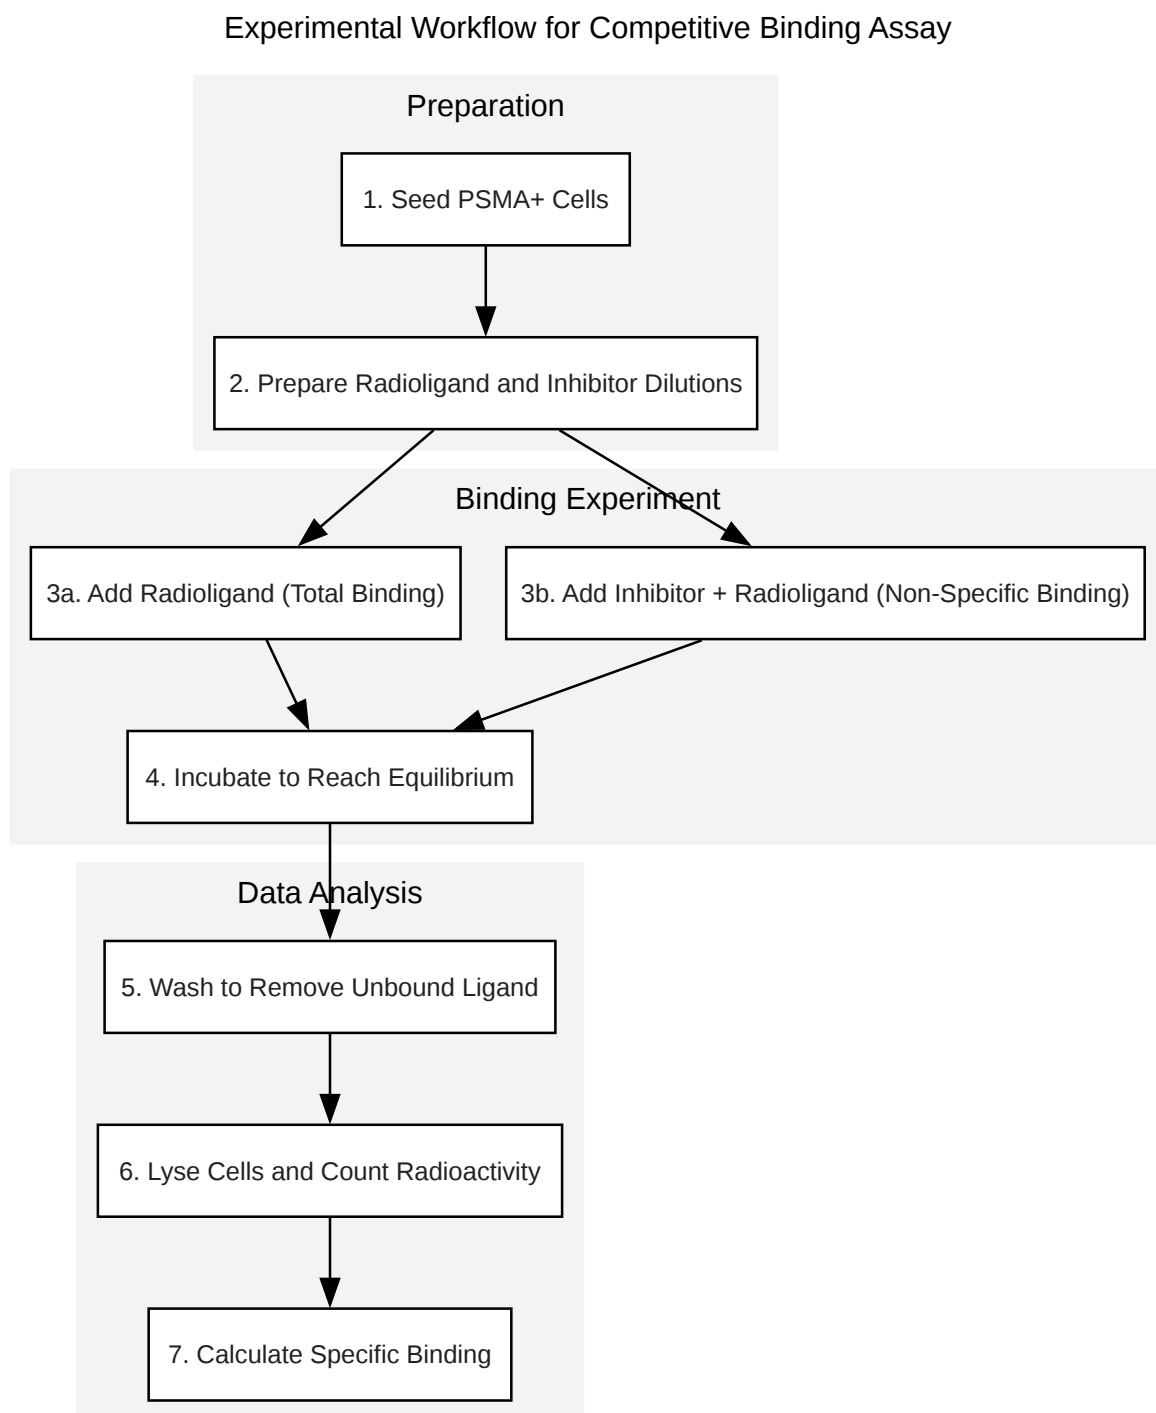 Experimental Workflow for Competitive Binding Assay
Preparation
1. Seed PSMA+ Cells
2. Prepare Radioligand and Inhibitor Dilutions
Binding Experiment
3a. Add Radioligand (Total Binding)
3b. Add Inhibitor + Radioligand (Non-Specific Binding)
4. Incubate to Reach Equilibrium
Data Analysis
5. Wash to Remove Unbound Ligand
6. Lyse Cells and Count Radioactivity
7. Calculate Specific Binding